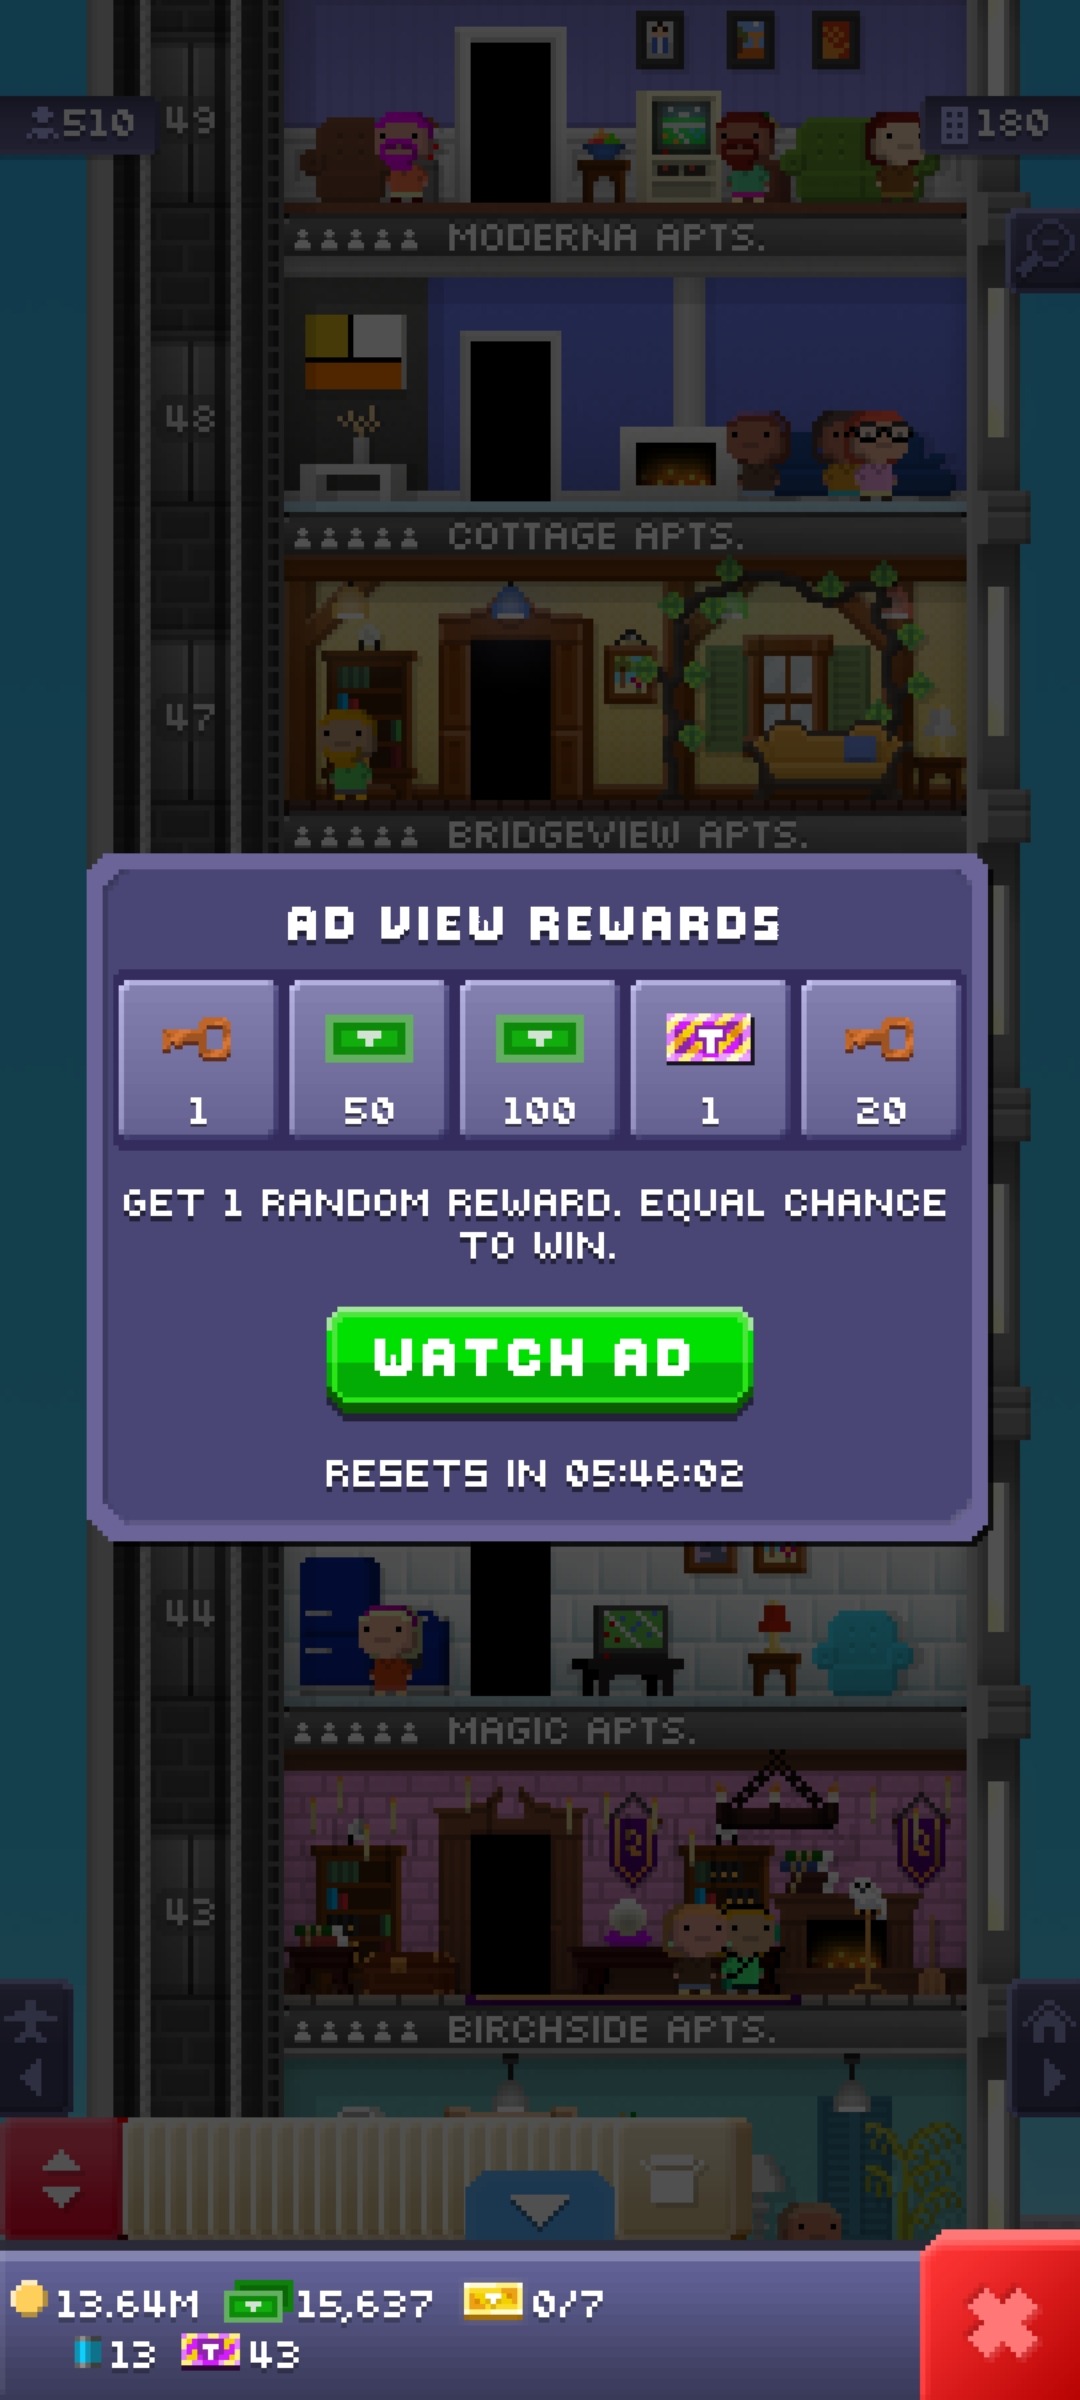 510
49
180
MODERNA APTS.
48
COTTAGE APTS.
47
BRIDGEVIEW APTS.
AD VIEW REWARDS
1 50 100 1 20
GET 1 RANDOM REWARD. EQUAL CHANCE
TO WIN.
WATCH AD
RESETS IN 05:46:02
44
MAGIC APTS.
43
BIRCHSIDE APTS.
13.64M 15,637 0/7
13 43